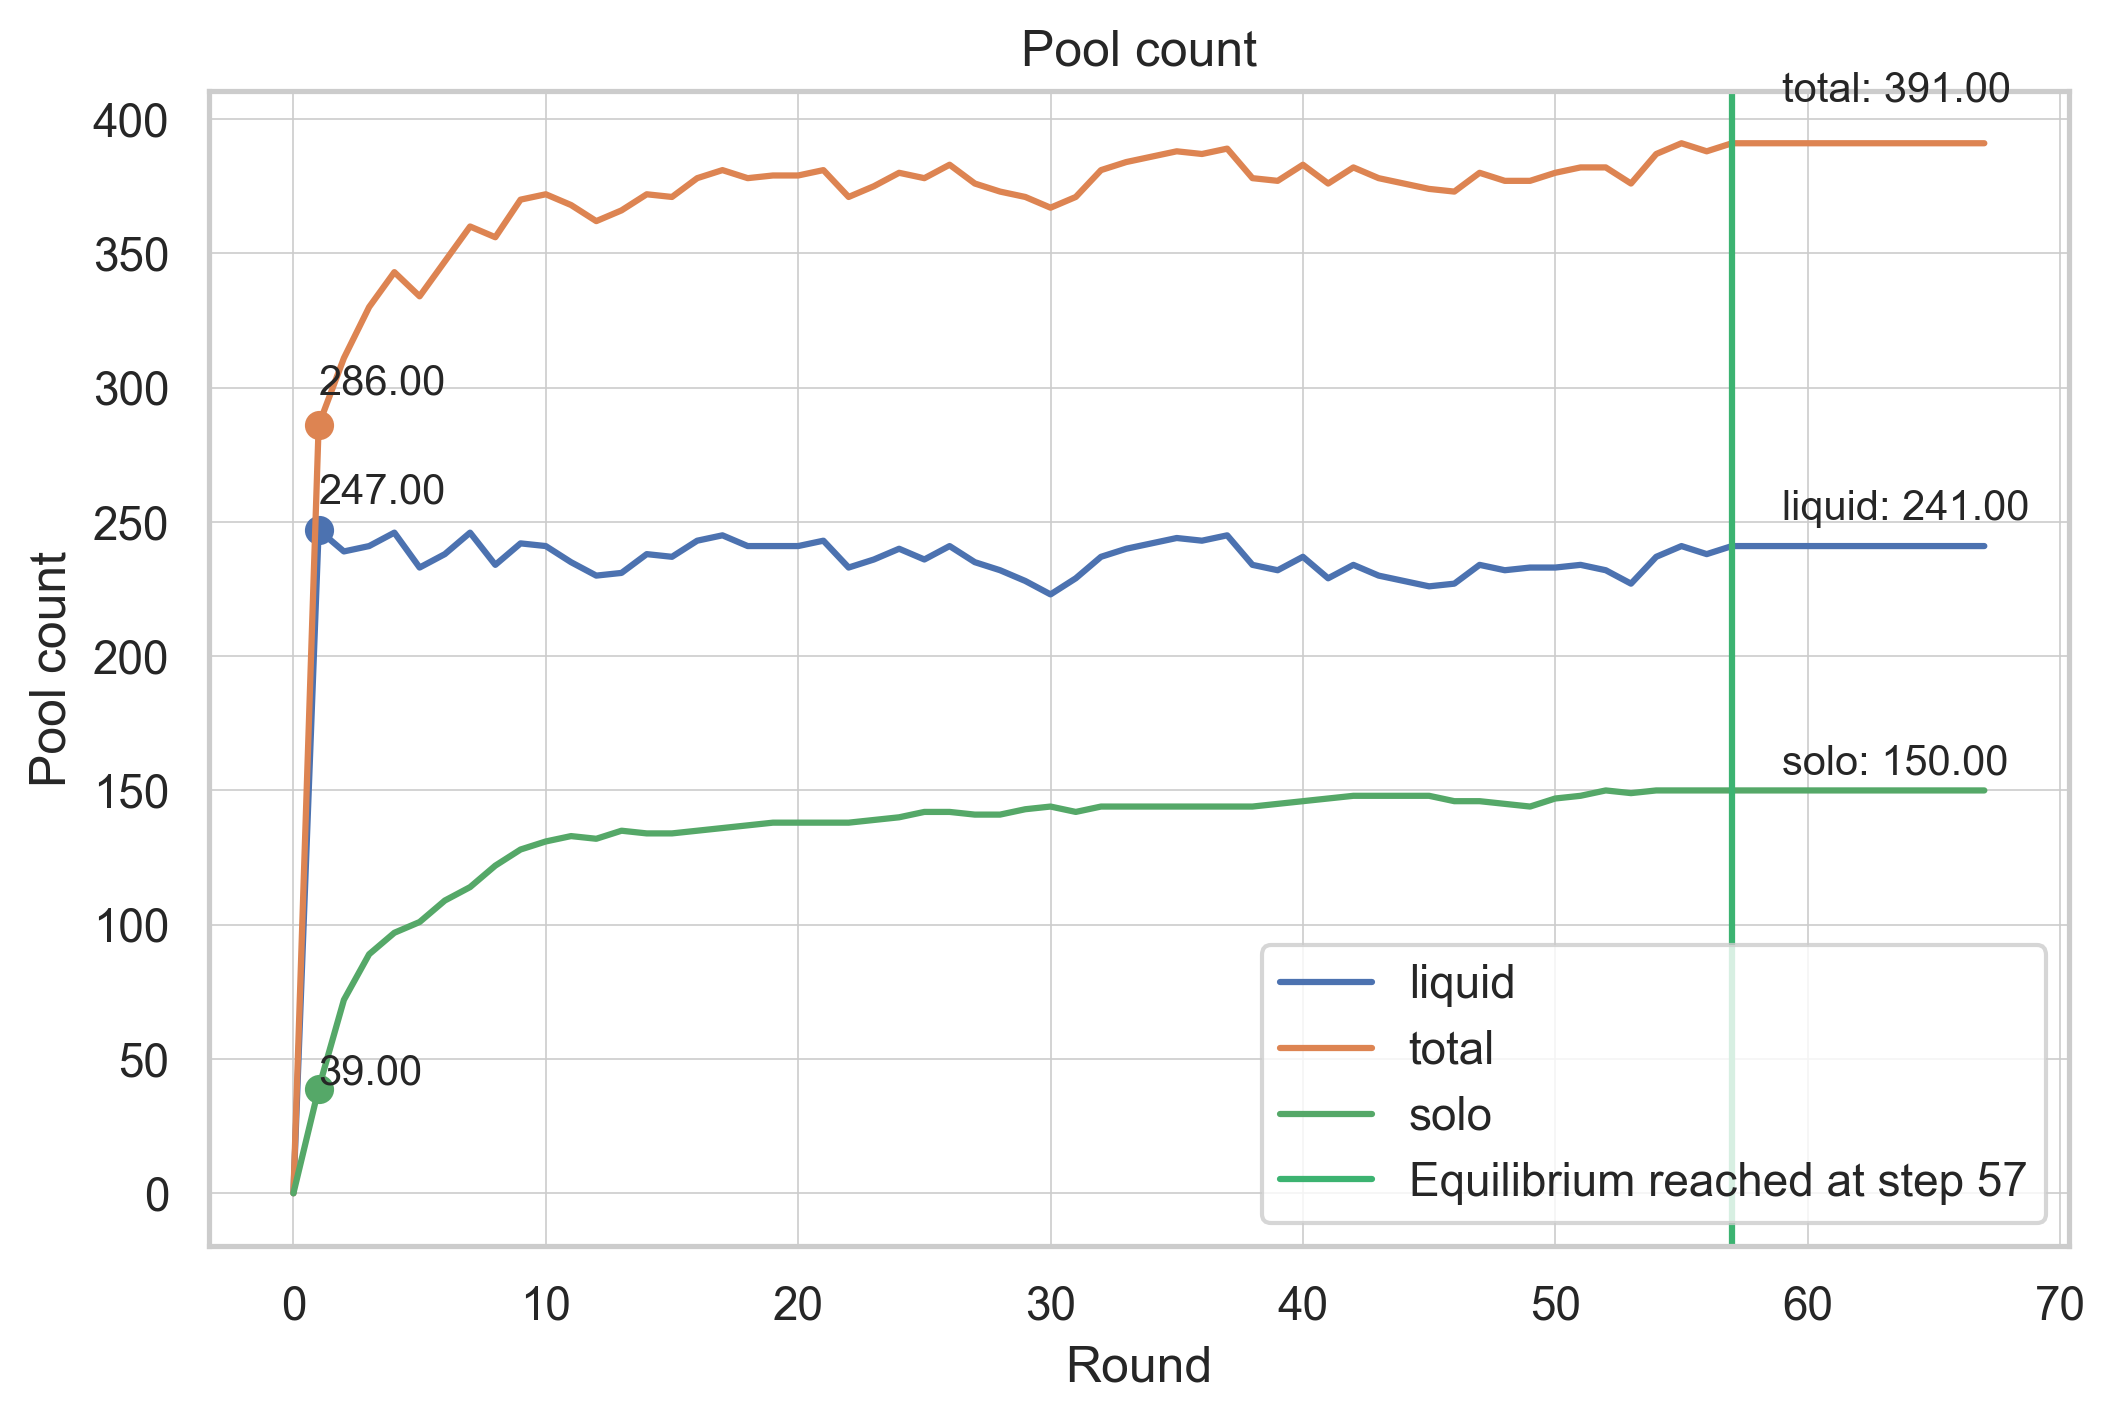 Pool count
total: 391.00
400
350
300
250
200
150
100
50
0
Pool count
286.00
247.00
liquid: 241.00
solo: 150.00
39.00
liquid
total
solo
Equilibrium reached at step 57
0 10 20 30 40 50 60 70
Round